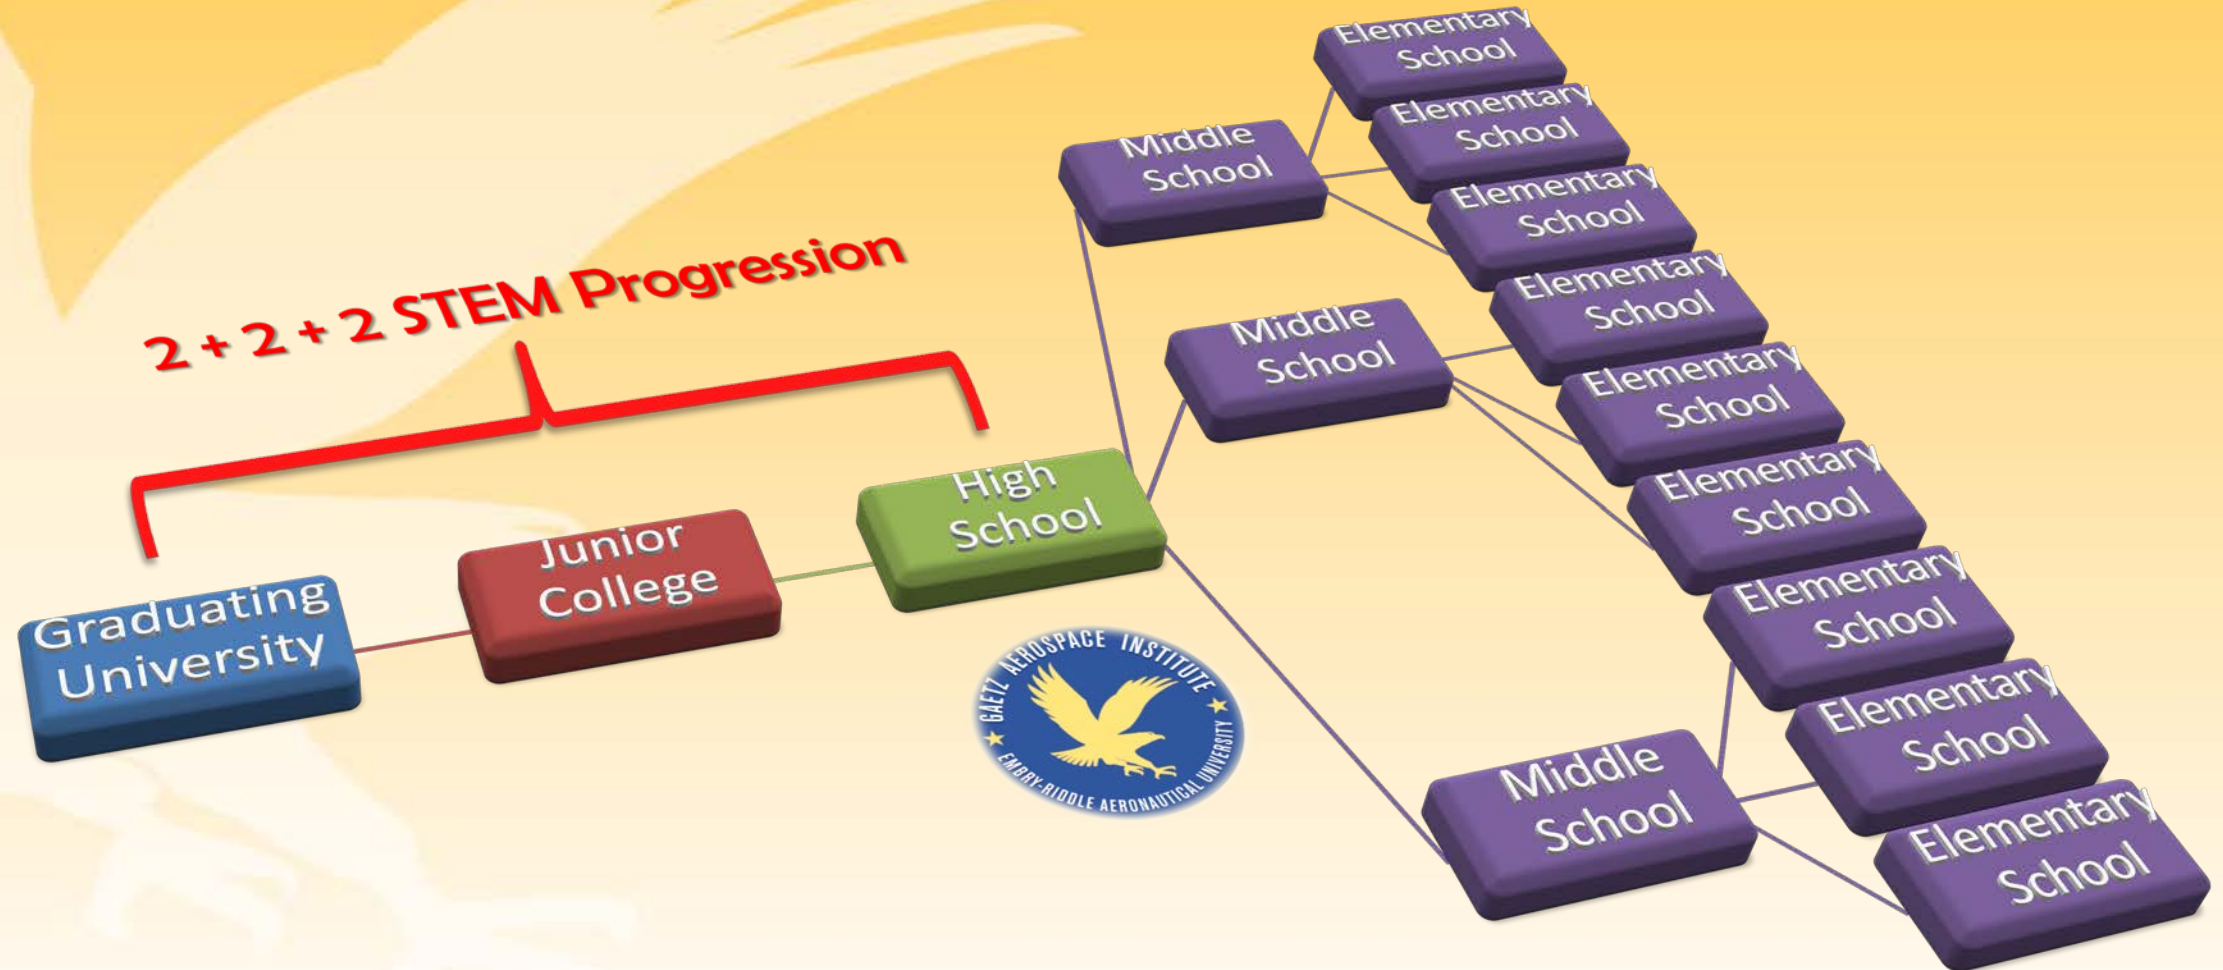 2 + 2 + 2 STEM Progression
Graduating
University
Junior
College
High
School
Middle
School
Middle
School
Middle
School
Elementary
School
Elementary
School
Elementary
School
Elementary
School
Elementary
School
Elementary
School
Elementary
School
Elementary
School
Elementary
School
GAETZ AEROSPACE INSTITUTE
EMBRY-RIDDLE AERONAUTICAL UNIVERSITY